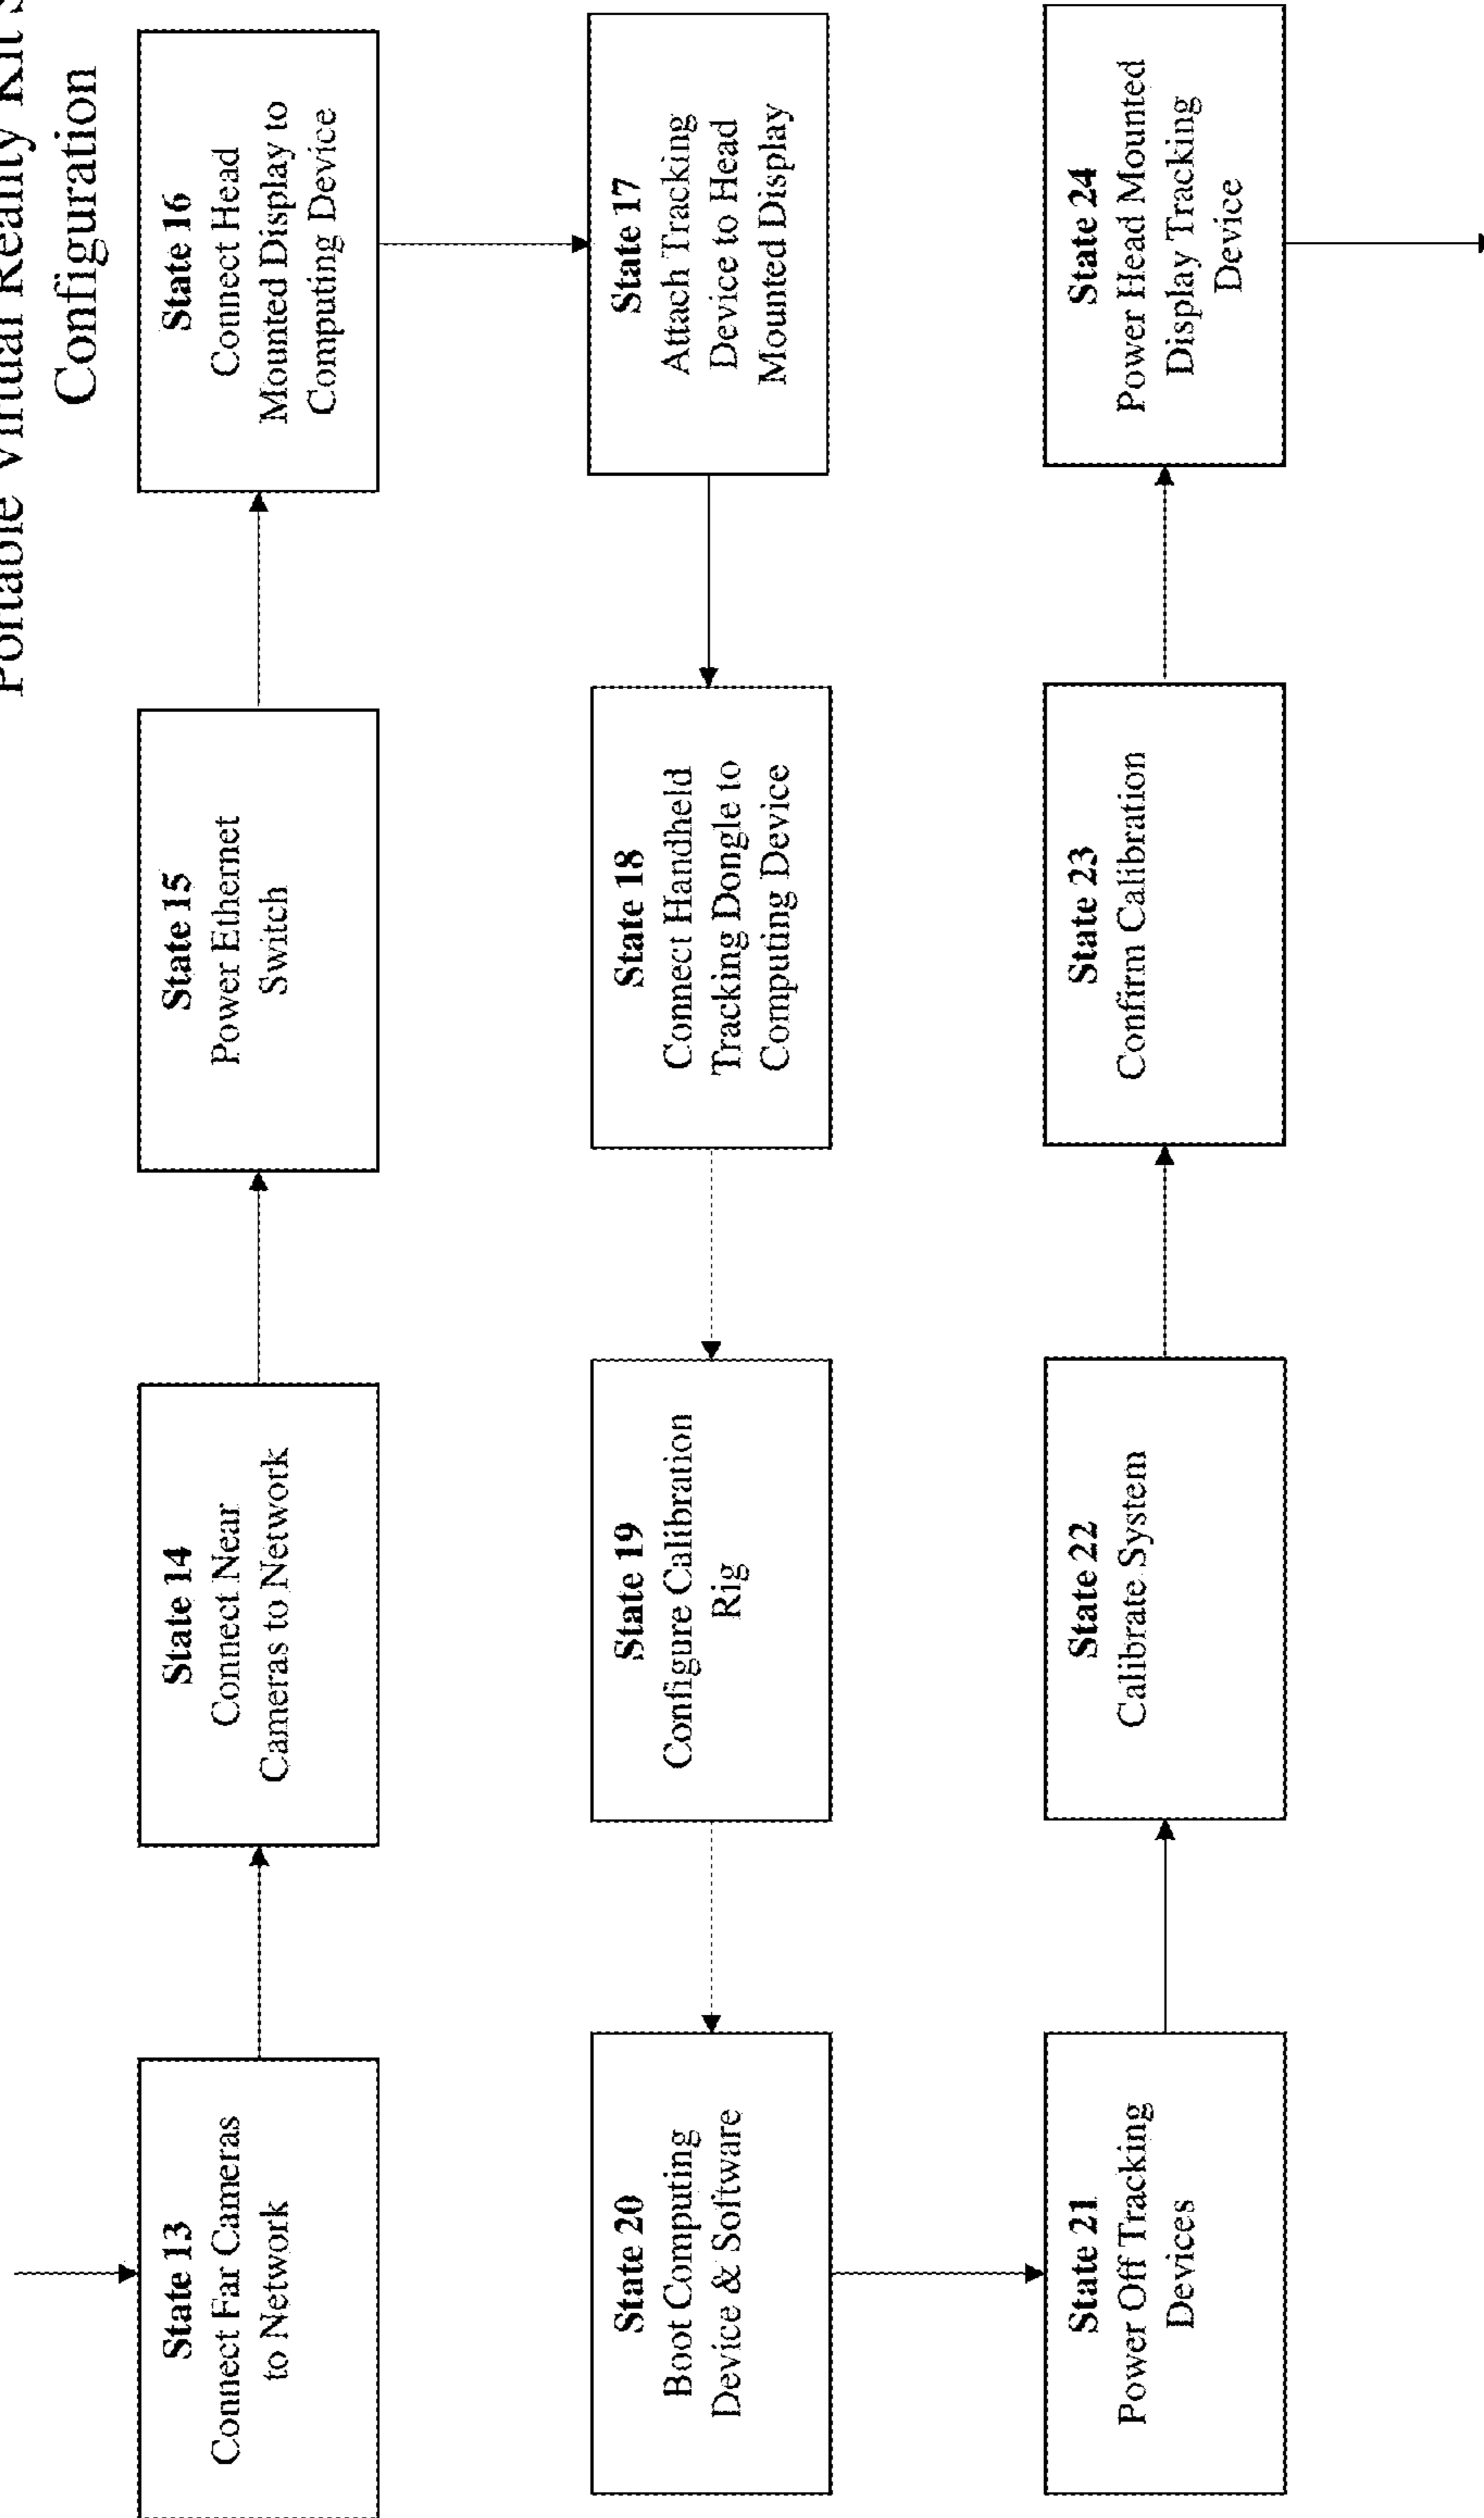 Portable Virtual Reality Kit
Configuration
State 13
Connect Far Cameras
to Network
State 14
Connect Near
Cameras to Network
State 15
Power Ethernet
Switch
State 16
Connect Head
Mounted Display to
Computing Device
State 17
Attach Tracking
Device to Head
Mounted Display
State 18
Connect Handheld
Tracking Dongle to
Computing Device
State 19
Configure Calibration
Rig
State 20
Boot Computing
Device & Software
State 21
Power Off Tracking
Devices
State 22
Calibrate System
State 23
Confirm Calibration
State 24
Power Head Mounted
Display Tracking
Device